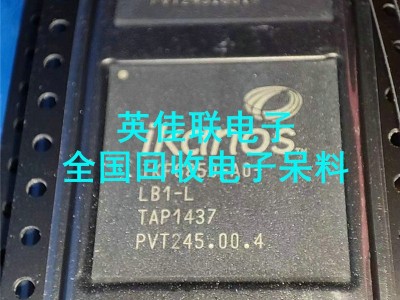 英佳联电子
ikanos
全国回收电子呆料
LB1-L
TAP1437
PVT245.00.4